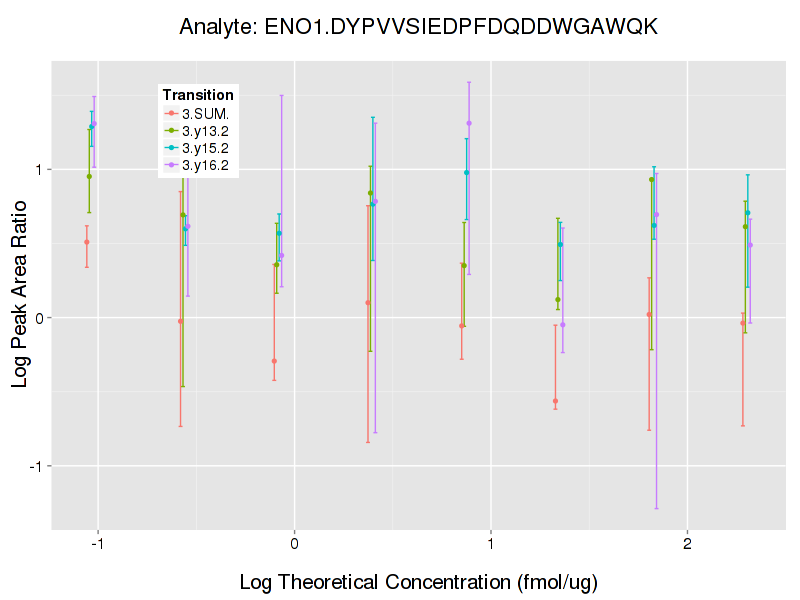 Analyte: ENO1.DYPVVSIEDPFDQDDWGAWQK
Log Peak Area Ratio
1
0
-1
Transition
3.SUM.
3.y13.2
3.y15.2
3.y16.2
-1
0
1
2
Log Theoretical Concentration (fmol/ug)